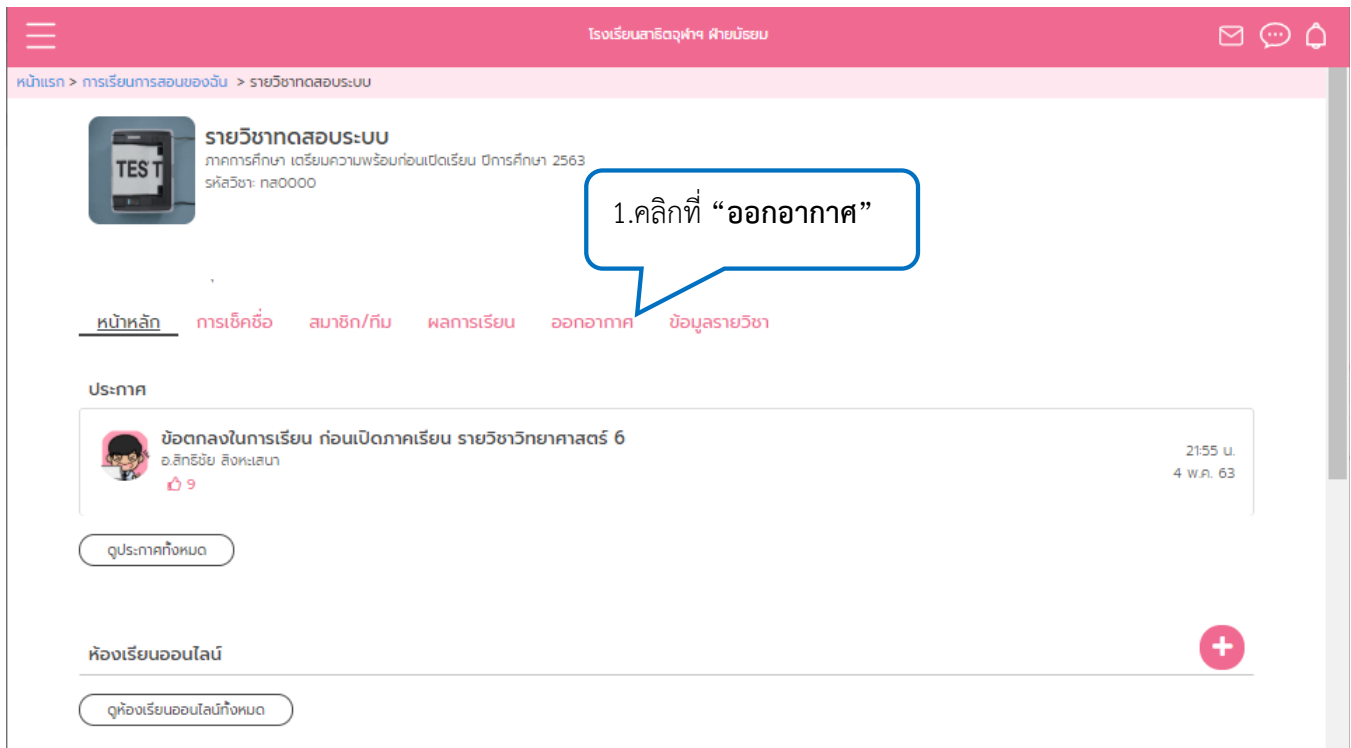 โรงเรียนสาธิตจุฬาฯ ฝ่ายมัธยม
หน้าแรก > การเรียนการสอนของฉัน > รายวิชาทดสอบระบบ
TEST
รายวิชาทดสอบระบบ
ภาคการศึกษา เตรียมความพร้อมก่อนเปิดเรียน ปีการศึกษา 2563
รหัสวิชา: ทส0000
1.คลิกที่ “ออกอากาศ”
หน้าหลัก การเช็คชื่อ สมาชิก/ทีม ผลการเรียน ออกอากาศ ข้อมูลรายวิชา
ประกาศ
ข้อตกลงในการเรียน ก่อนเปิดภาคเรียน รายวิชาวิทยาศาสตร์ 6
อ.สิทธิชัย สิงหะเสนา
9
21:55 น.
4 พ.ค. 63
ดูประกาศทั้งหมด
ห้องเรียนออนไลน์
ดูห้องเรียนออนไลน์ทั้งหมด